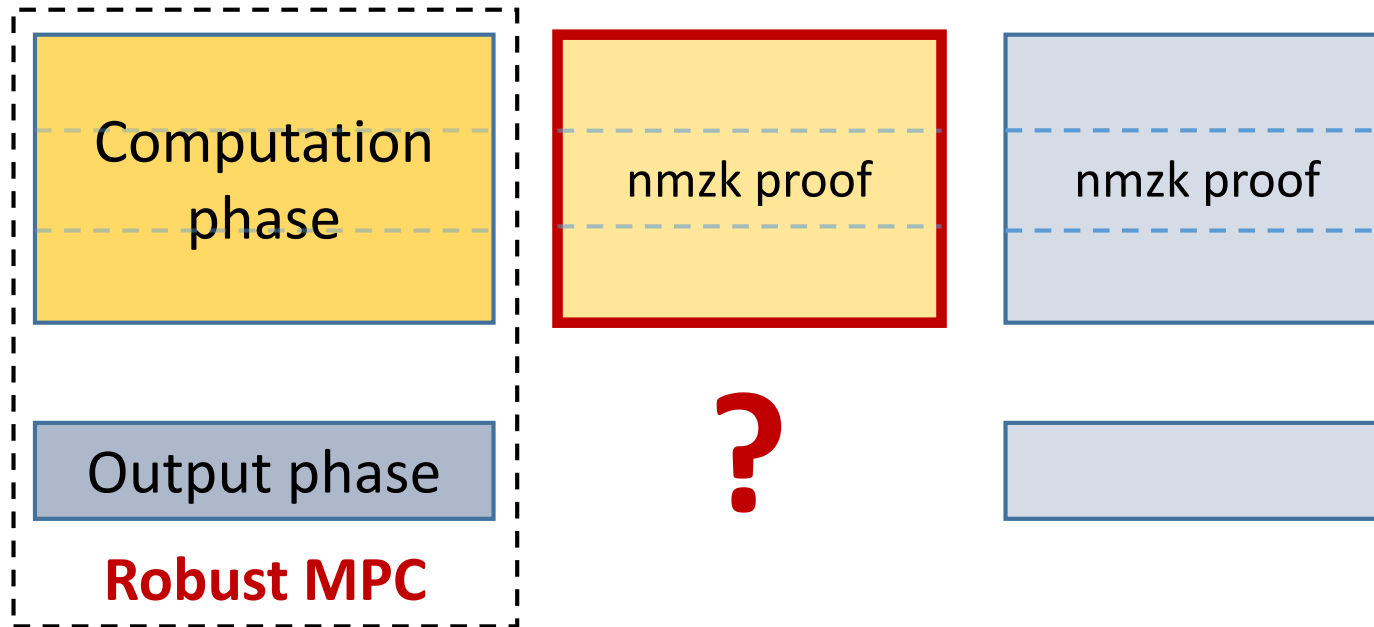 Computation
phase
nmzk proof
nmzk proof
?
Output phase
Robust MPC